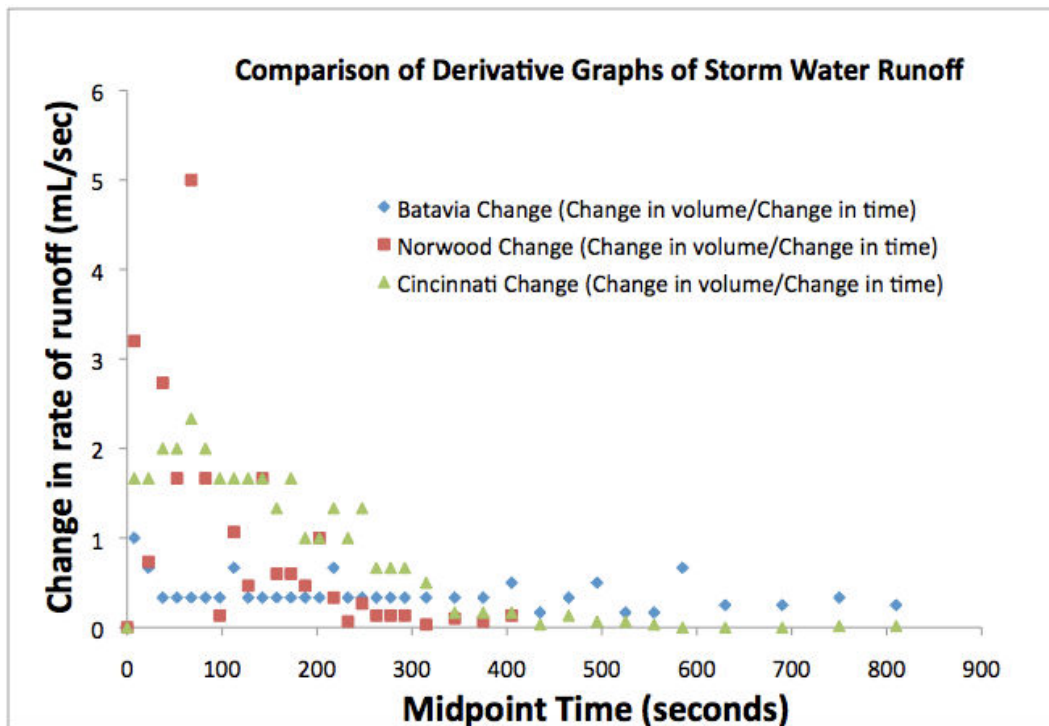 Comparison of Derivative Graphs of Storm Water Runoff
Change in rate of runoff (mL/sec)
6
5
4
3
2
1
0
Batavia Change (Change in volume/Change in time)
Norwood Change (Change in volume/Change in time)
Cincinnati Change (Change in volume/Change in time)
0 100 200 300 400 500 600 700 800 900
Midpoint Time (seconds)